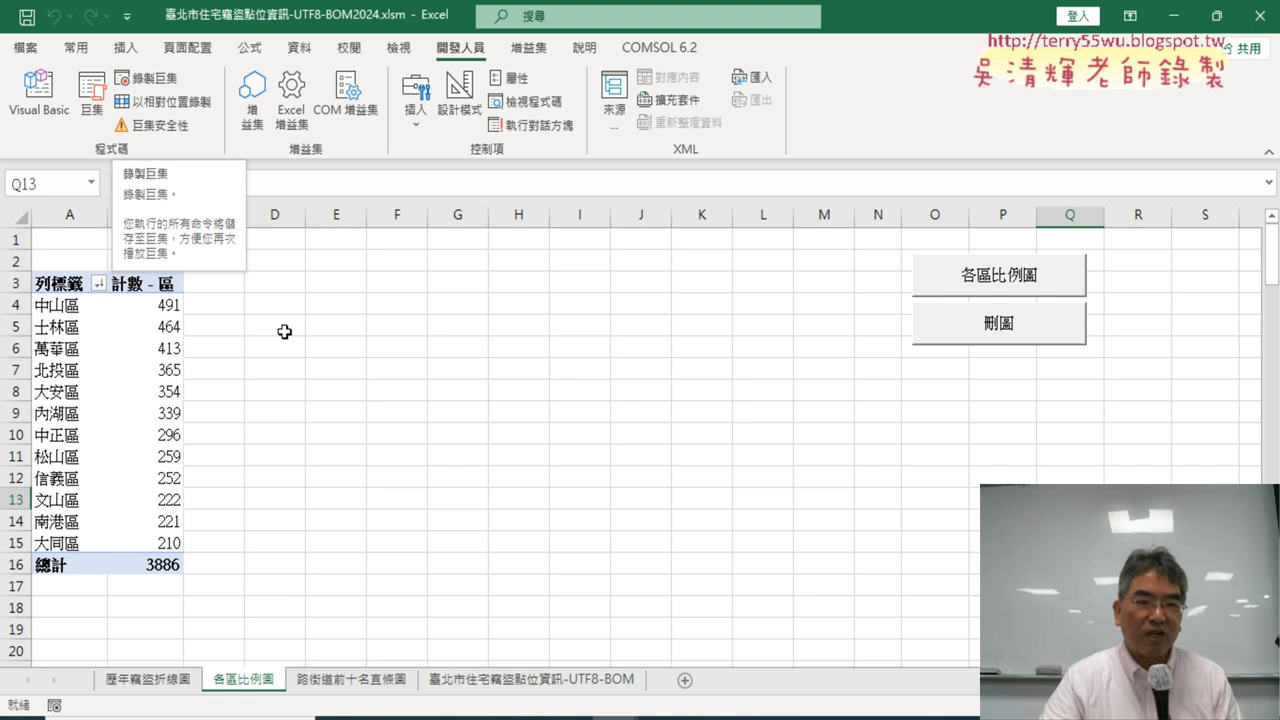 臺北市住宅竊盜點位資訊-UTF8-BOM2024.xlsm - Excel
搜尋
登入
檔案 常用 插入 頁面配置 公式 資料 校閱 檢視 開發人員 增益集 說明 COMSOL 6.2
共用
http://terry55wu.blogspot.tw
吳清輝老師錄製
Visual Basic
巨集
錄製巨集
以相對位置錄製
巨集安全性
程式碼
增益集
Excel 增益集
COM 增益集
增益集
插入
設計模式
屬性
檢視程式碼
執行對話方塊
控制項
來源
...
對應內容
擴充套件
重新整理資料
匯入
匯出
XML
Q13
錄製巨集
錄製巨集。
您執行的所有命令將儲
存至巨集，方便您再次
播放巨集。
A D E F G H I J K L M N O P Q R S
1
2
3 列標籤 計數 - 區
4 中山區 491
5 士林區 464
6 萬華區 413
7 北投區 365
8 大安區 354
9 內湖區 339
10 中正區 296
11 松山區 259
12 信義區 252
13 文山區 222
14 南港區 221
15 大同區 210
16 總計 3886
17
18
19
20
各區比例圖
刪圖
歷年竊盜折線圖 各區比例圖 路街道前十名直條圖 臺北市住宅竊盜點位資訊-UTF8-BOM
就緒